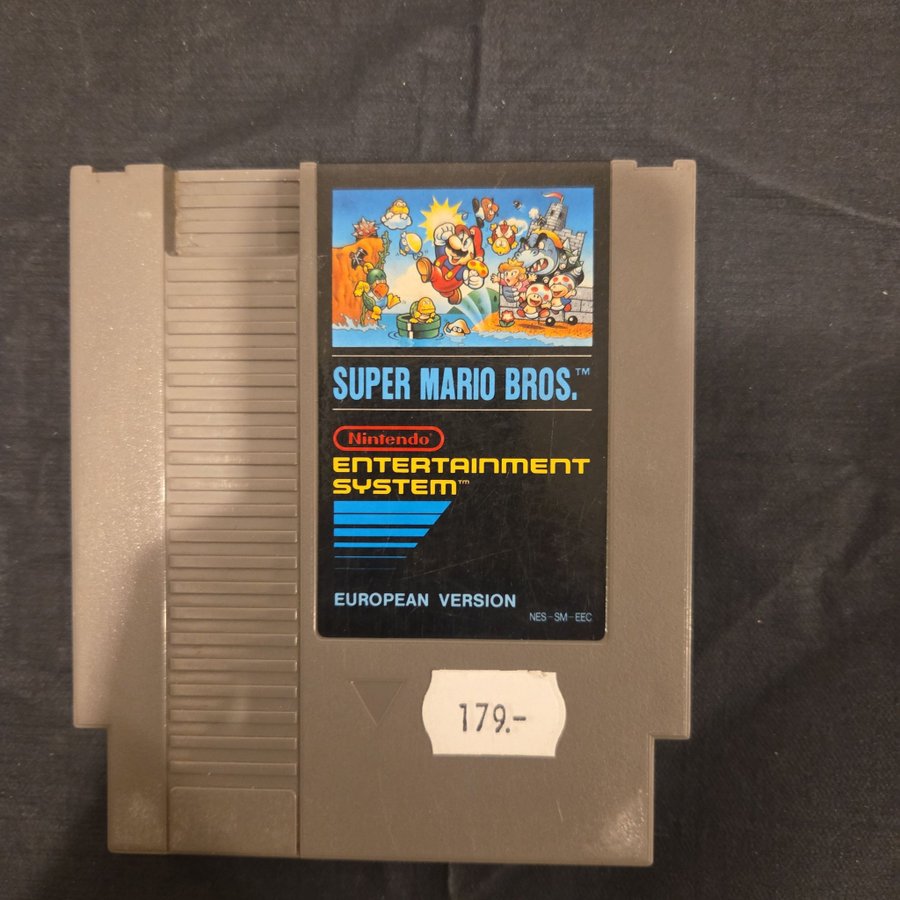 SUPER MARIO BROS.™
Nintendo®
ENTERTAINMENT
SYSTEM™
EUROPEAN VERSION
NES-SM-EEC
179.-